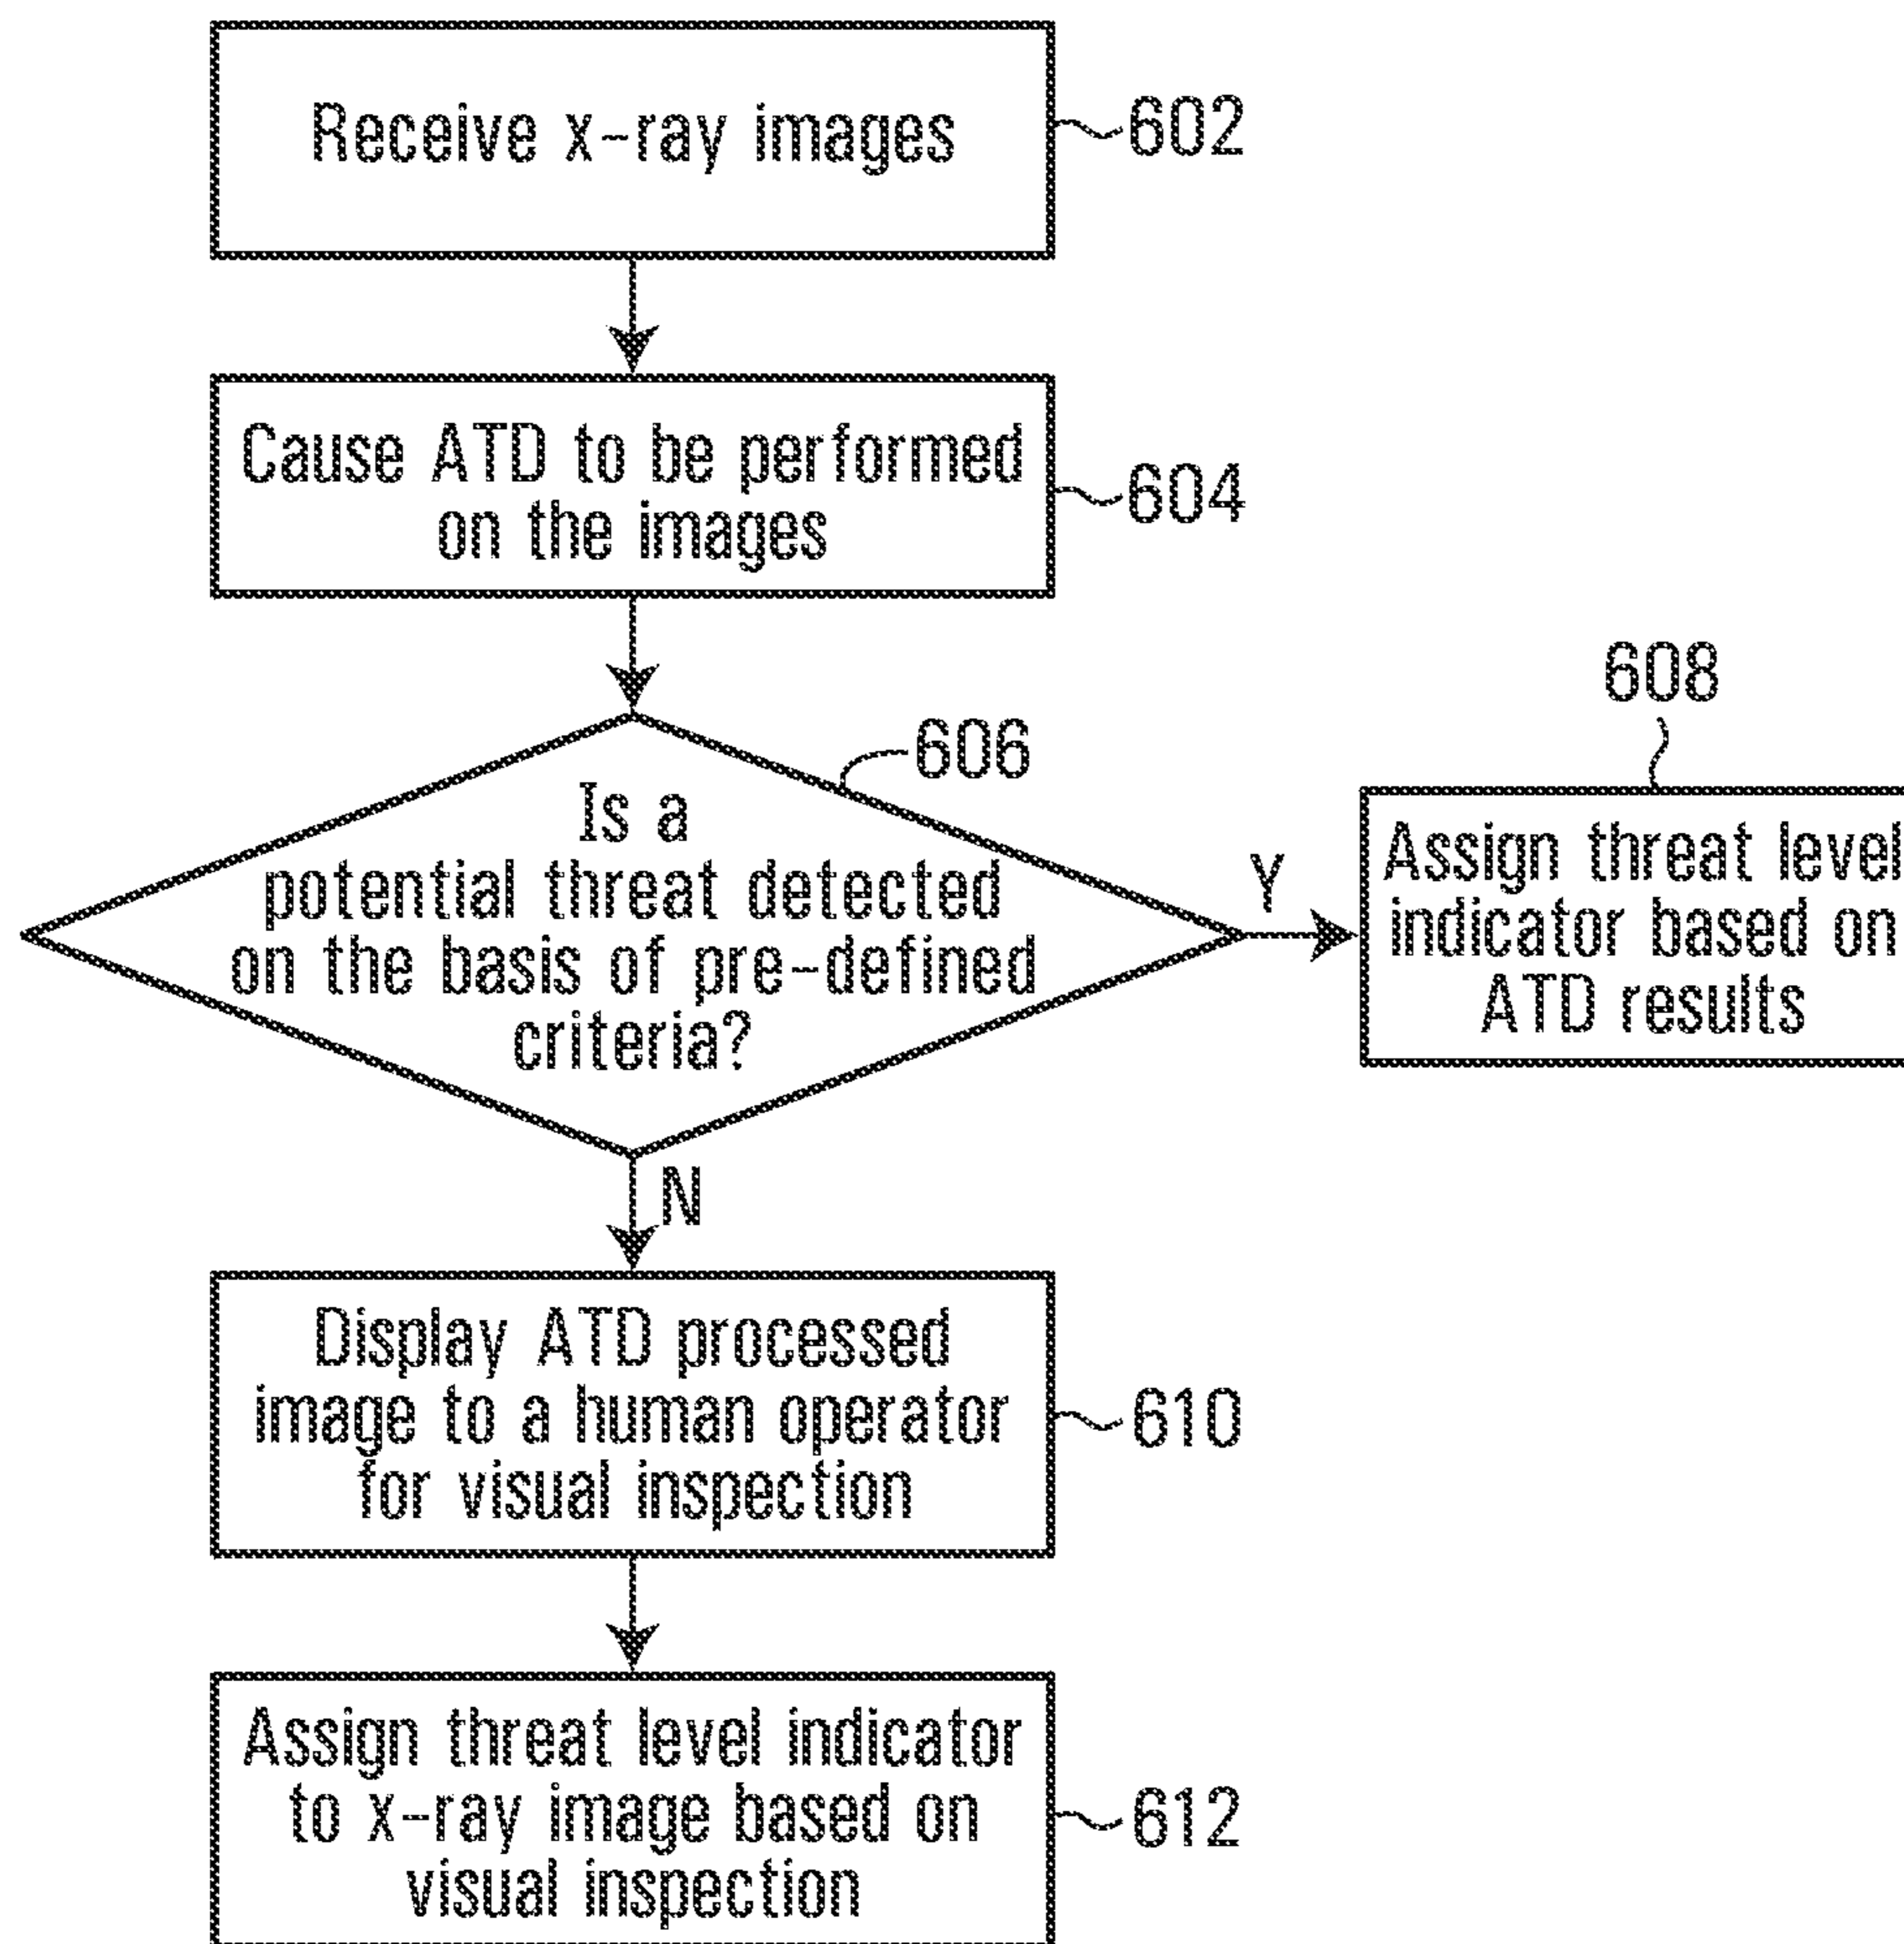 Receive x-ray images
602
Cause ATD to be performed
on the images
604
606
Is a
potential threat detected
on the basis of pre-defined
criteria?
Y
608
Assign threat level
indicator based on
ATD results
N
Display ATD processed
image to a human operator
for visual inspection
610
Assign threat level indicator
to x-ray image based on
visual inspection
612